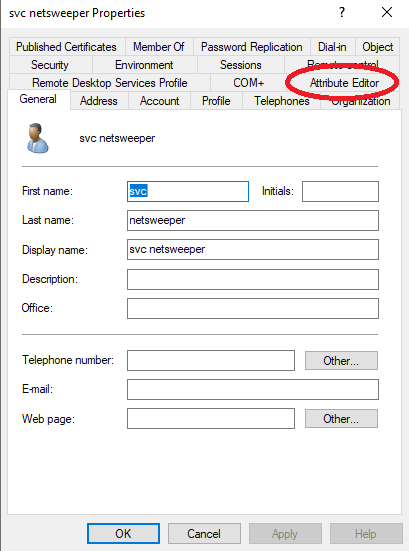 svc netsweeper Properties ? ×
Published Certificates Member Of Password Replication Dial-in Object
Security Environment Sessions Remote control
Remote Desktop Services Profile COM+ Attribute Editor
General Address Account Profile Telephones Organization
svc netsweeper
First name: svc Initials:
Last name: netsweeper
Display name: svc netsweeper
Description:
Office:
Telephone number: Other...
E-mail:
Web page: Other...
OK Cancel Apply Help